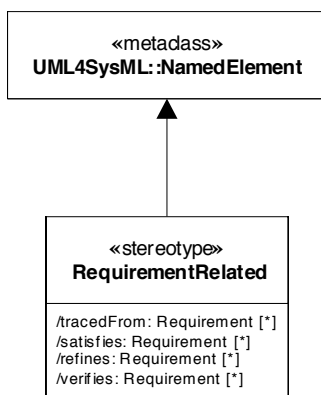 «metaclass»
UML4SysML::NamedElement
«stereotype»
RequirementRelated
/tracedFrom: Requirement [*]
/satisfies: Requirement [*]
/refines: Requirement [*]
/verifies: Requirement [*]